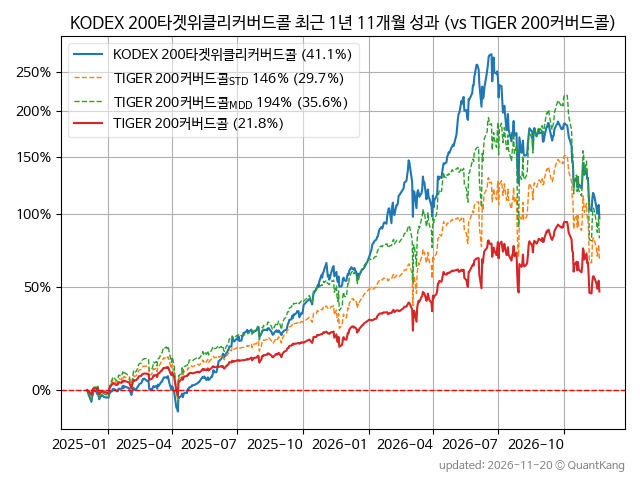 KODEX 200타겟위클리커버드콜 최근 1년 11개월 성과 (vs TIGER 200커버드콜)
KODEX 200타겟위클리커버드콜 (41.1%)
TIGER 200커버드콜STD 146% (29.7%)
TIGER 200커버드콜MDD 194% (35.6%)
TIGER 200커버드콜 (21.8%)
250%
200%
150%
100%
50%
0%
2025-01 2025-04 2025-07 2025-10 2026-01 2026-04 2026-07 2026-10
updated: 2026-11-20 © QuantKang